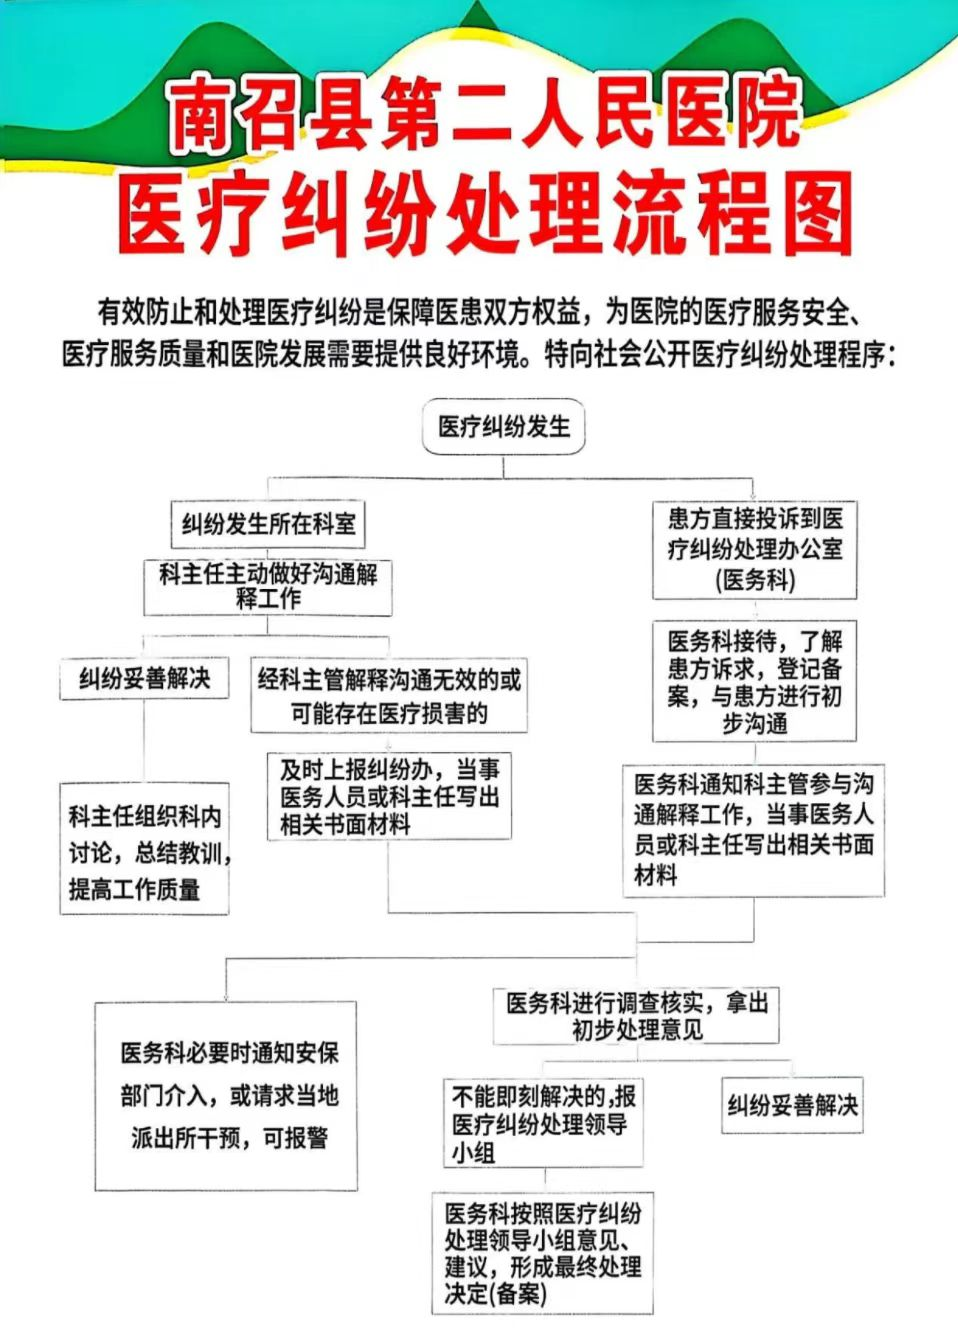 南召县第二人民医院
医疗纠纷处理流程图
有效防止和处理医疗纠纷是保障医患双方权益，为医院的医疗服务安全、
医疗服务质量和医院发展需要提供良好环境。特向社会公开医疗纠纷处理程序：
医疗纠纷发生
纠纷发生所在科室
科主任主动做好沟通解
释工作
纠纷妥善解决
科主任组织科内
讨论，总结教训，
提高工作质量
经科主管解释沟通无效的或
可能存在医疗损害的
及时上报纠纷办，当事
医务人员或科主任写出
相关书面材料
患方直接投诉到医
疗纠纷处理办公室
(医务科)
医务科接待，了解
患方诉求，登记备
案，与患方进行初
步沟通
医务科通知科主管参与沟
通解释工作，当事医务人
员或科主任写出相关书面
材料
医务科必要时通知安保
部门介入，或请求当地
派出所干预，可报警
医务科进行调查核实，拿出
初步处理意见
不能即刻解决的，报
医疗纠纷处理领导
小组
纠纷妥善解决
医务科按照医疗纠纷
处理领导小组意见、
建议，形成最终处理
决定(备案)